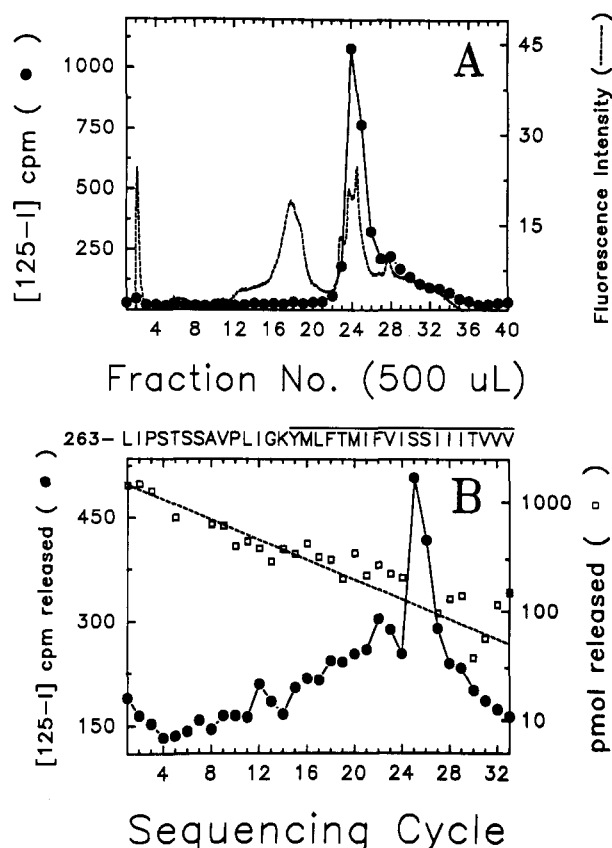 A
[125-I] cpm ( ● )
1000
750
500
250
45
30
15
Fluorescence Intensity (-----)
4 8 12 16 20 24 28 32 36 40
Fraction No. (500 uL)
263- LIPSTSSAVPLIGKYMLFTMIFVISSIIITVVV
B
[125-I] cpm released ( ● )
450
300
150
1000
100
10
pmol released ( □ )
4 8 12 16 20 24 28 32
Sequencing Cycle